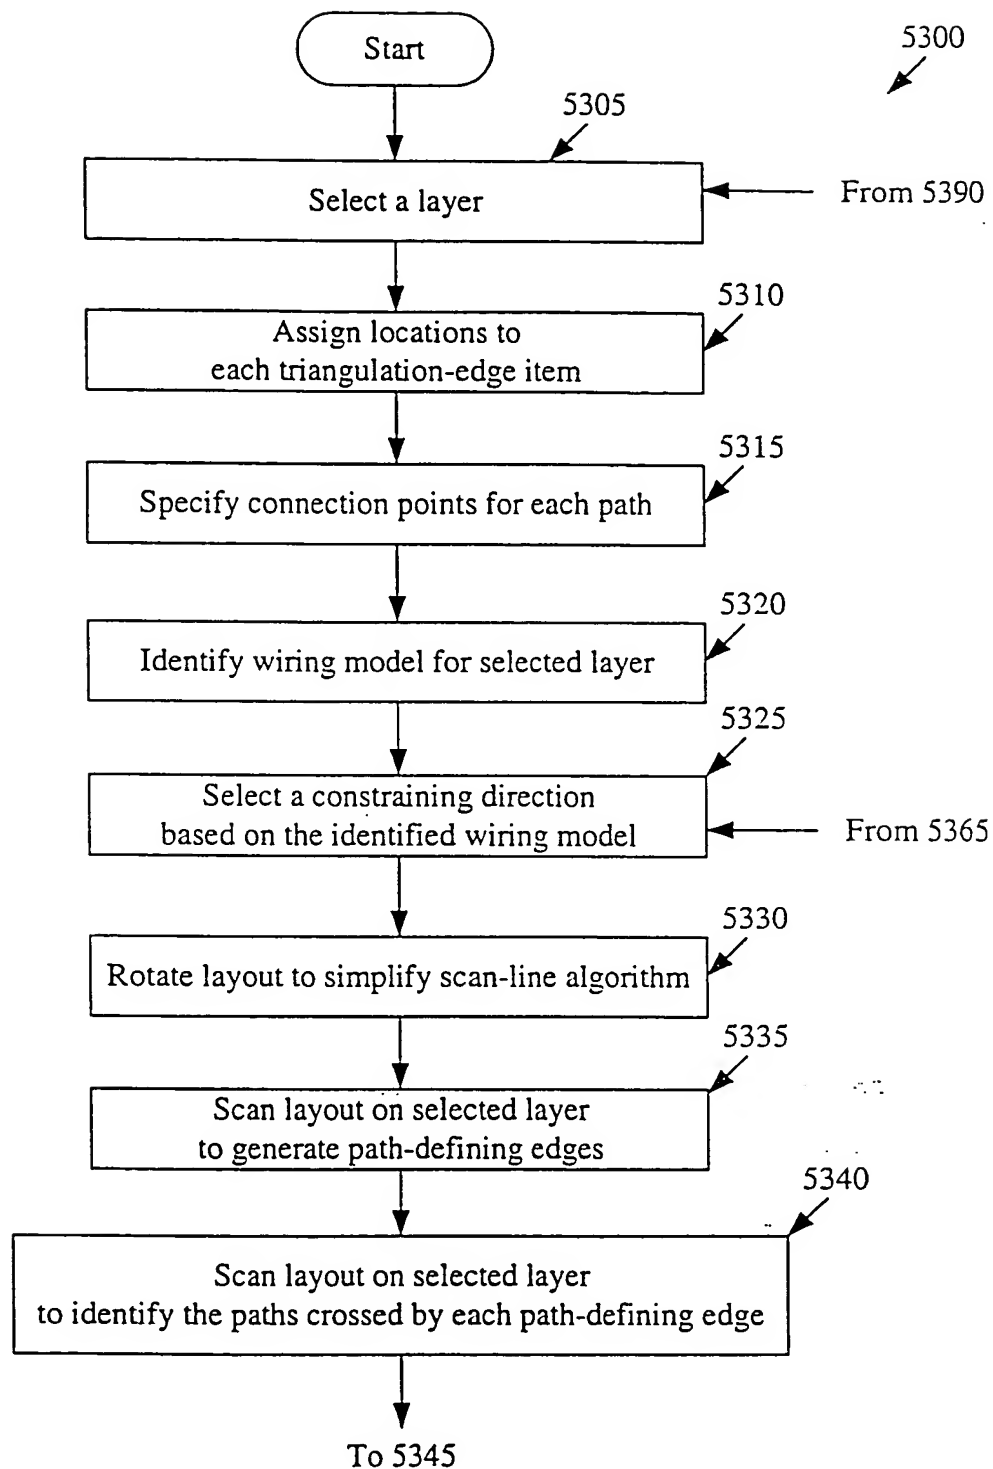 Start
5300
5305
Select a layer
From 5390
5310
Assign locations to
each triangulation-edge item
5315
Specify connection points for each path
5320
Identify wiring model for selected layer
5325
Select a constraining direction
based on the identified wiring model
From 5365
5330
Rotate layout to simplify scan-line algorithm
5335
Scan layout on selected layer
to generate path-defining edges
5340
Scan layout on selected layer
to identify the paths crossed by each path-defining edge
To 5345